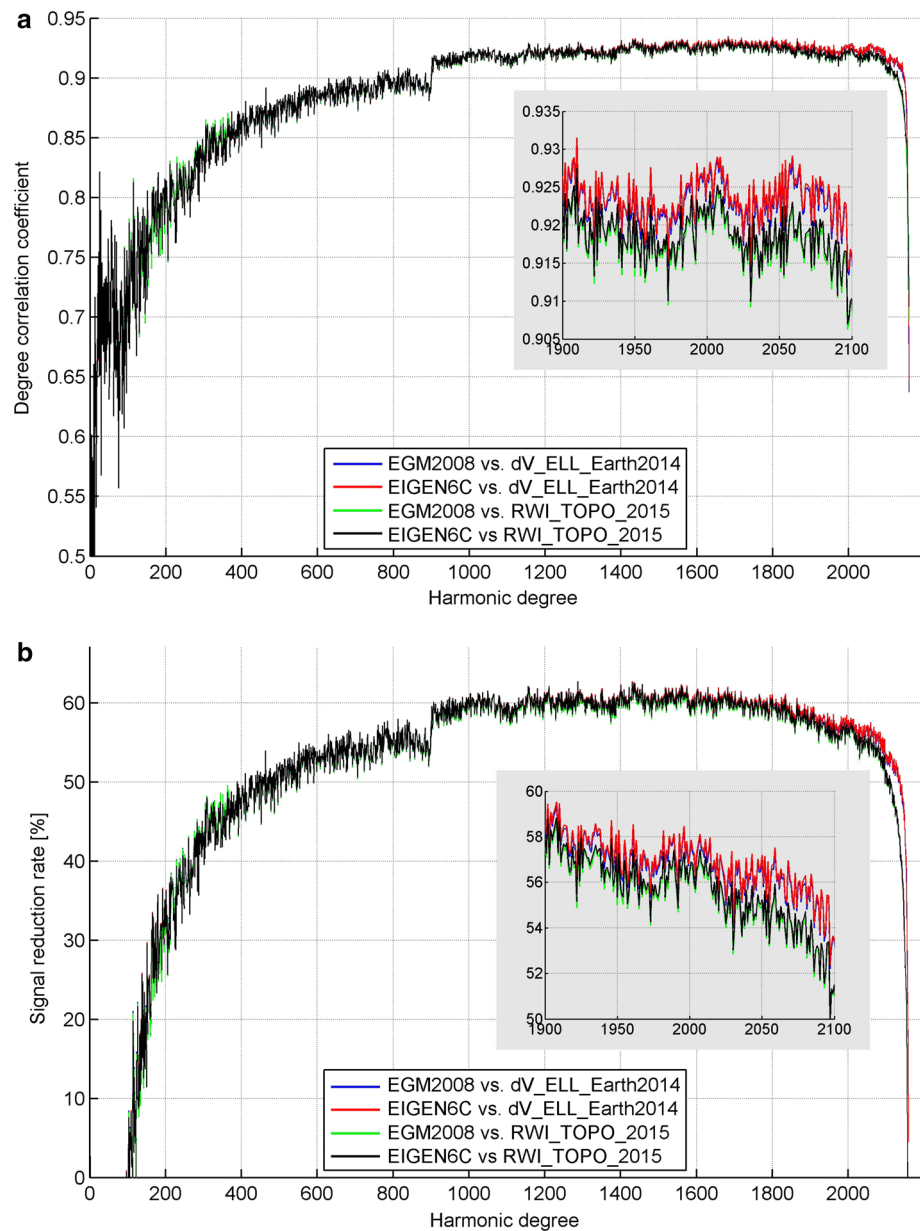 a
0.95
0.9
0.85
0.8
0.75
0.7
0.65
0.6
0.55
0.5
Degree correlation coefficient
0.935
0.93
0.925
0.92
0.915
0.91
0.905
1900 1950 2000 2050 2100
EGM2008 vs. dV_ELL_Earth2014
EIGEN6C vs. dV_ELL_Earth2014
EGM2008 vs. RWI_TOPO_2015
EIGEN6C vs RWI_TOPO_2015
0 200 400 600 800 1000 1200 1400 1600 1800 2000
Harmonic degree
b
60
50
40
30
20
10
0
Signal reduction rate [%]
60
58
56
54
52
50
1900 1950 2000 2050 2100
EGM2008 vs. dV_ELL_Earth2014
EIGEN6C vs. dV_ELL_Earth2014
EGM2008 vs. RWI_TOPO_2015
EIGEN6C vs RWI_TOPO_2015
0 200 400 600 800 1000 1200 1400 1600 1800 2000
Harmonic degree